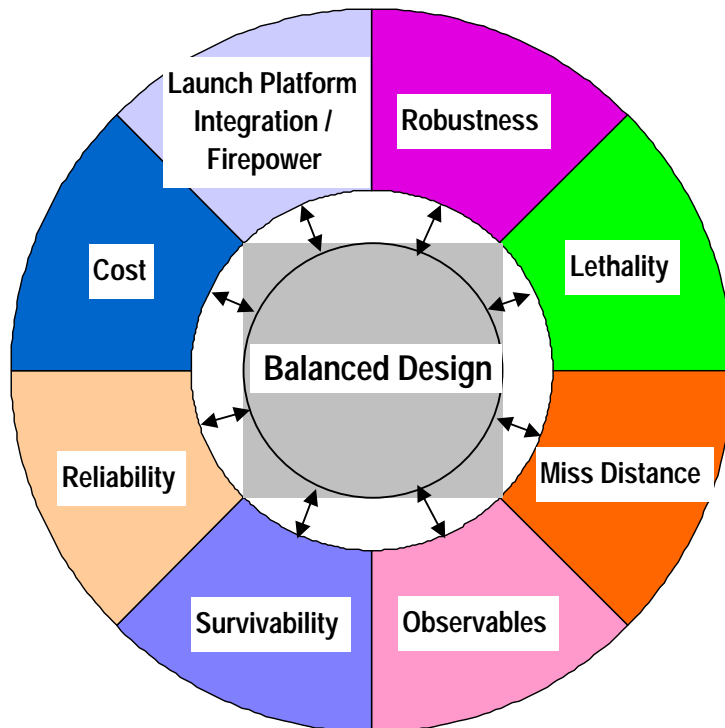 Launch Platform
Integration /
Firepower
Robustness
Cost
Lethality
Balanced Design
Reliability
Miss Distance
Survivability
Observables